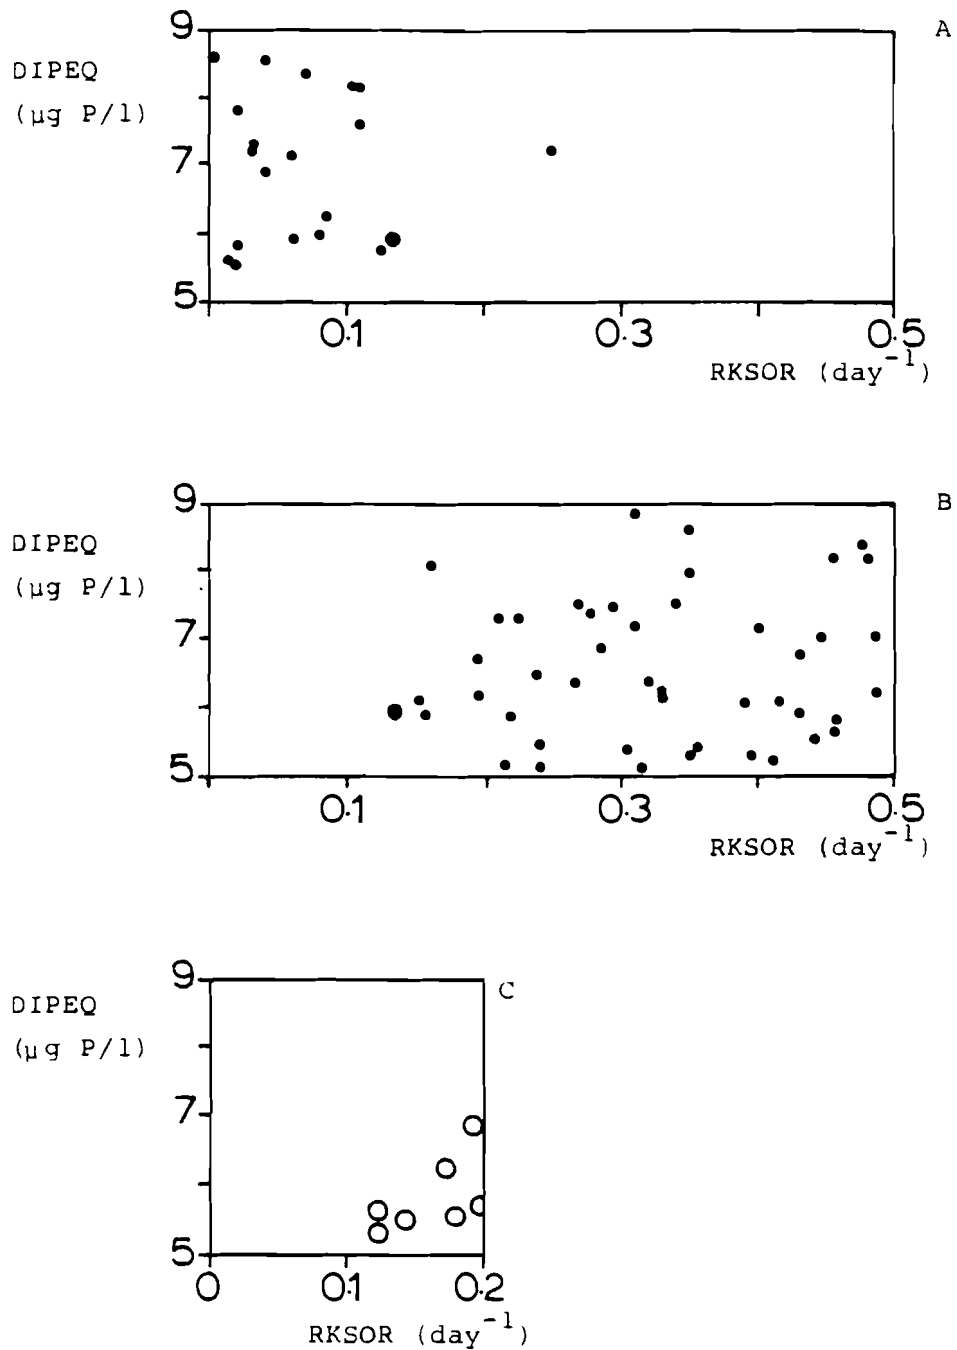 A
9
DIPEQ
(µg P/l)
7
5
0.1 0.3 0.5
RKSOR (day⁻¹)
B
9
DIPEQ
(µg P/l)
7
5
0.1 0.3 0.5
RKSOR (day⁻¹)
C
9
DIPEQ
(µg P/l)
7
5
0 0.1 0.2
RKSOR (day⁻¹)